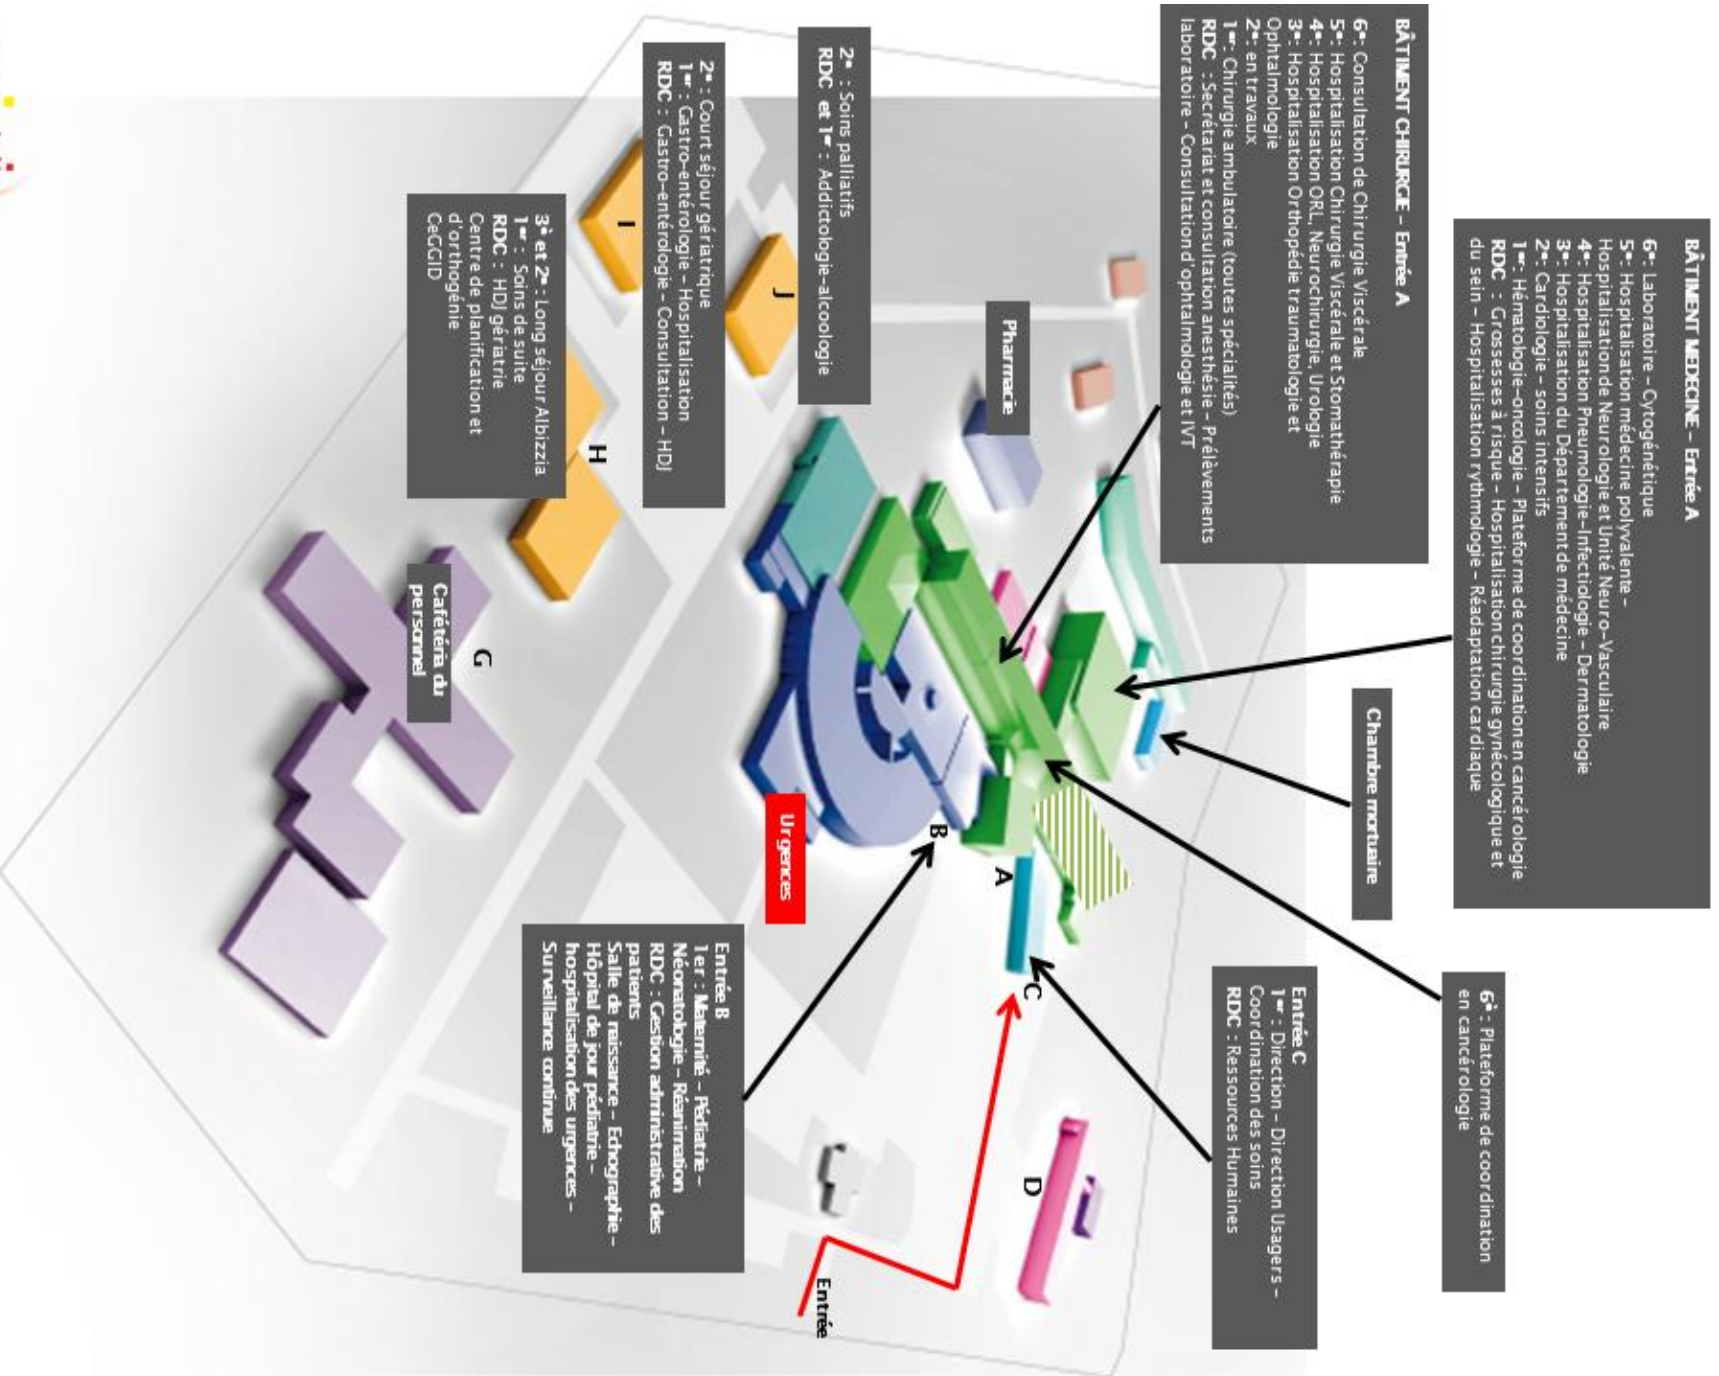 BÂTIMENT MEDECINE – Entrée A
6e: Laboratoire – Cytogénétique
5e: Hospitalisation médecine polyvalente –
Hospitalisation de Neurologie et Unité Neuro-Vasculaire
4e: Hospitalisation Pneumologie-Infectiologie – Dermatologie
3e: Hospitalisation du Département de médecine
2e: Cardiologie – soins intensifs
1er: Hématologie-oncologie – Plateforme de coordination en cancérologie
RDC : Grossesses à risque – Hospitalisation chirurgie gynécologique et
du sein – Hospitalisation rythmologie – Réadaptation cardiaque
BÂTIMENT CHIRURGIE – Entrée A
6e: Consultation de Chirurgie Viscérale
5e: Hospitalisation Chirurgie Viscérale et Stomathérapie
4e: Hospitalisation ORL, Neurochirurgie, Urologie
3e: Hospitalisation Orthopédie traumatologie et
Ophtalmologie
2e: en travaux
1er: Chirurgie ambulatoire (toutes spécialités)
RDC : Secrétariat et consultation anesthésie – Prélèvements
laboratoire – Consultation d'ophtalmologie et IVT
6è : Plateforme de coordination
en cancérologie
Chambre mortuaire
Entrée C
1er : Direction – Direction Usagers –
Coordination des soins
RDC : Ressources Humaines
Pharmacie
2e : Soins palliatifs
RDC et 1er : Addictologie-alcoologie
2e : Court séjour gériatrique
1er : Gastro-entérologie – Hospitalisation
RDC : Gastro-entérologie – Consultation – HDJ
3è et 2e : Long séjour Albizzia
1er : Soins de suite
RDC : HDJ gériatrie
Centre de planification et
d'orthogénie
CeGGID
J
I
H
G
Cafétéria du
personnel
Urgences
B
A
C
D
Entrée
Entrée B
1er : Maternité – Pédiatrie –
Néonatologie – Réanimation
RDC : Gestion administrative des
patients
Salle de naissance – Echographie –
Hôpital de jour pédiatrie –
hospitalisation des urgences –
Surveillance continue